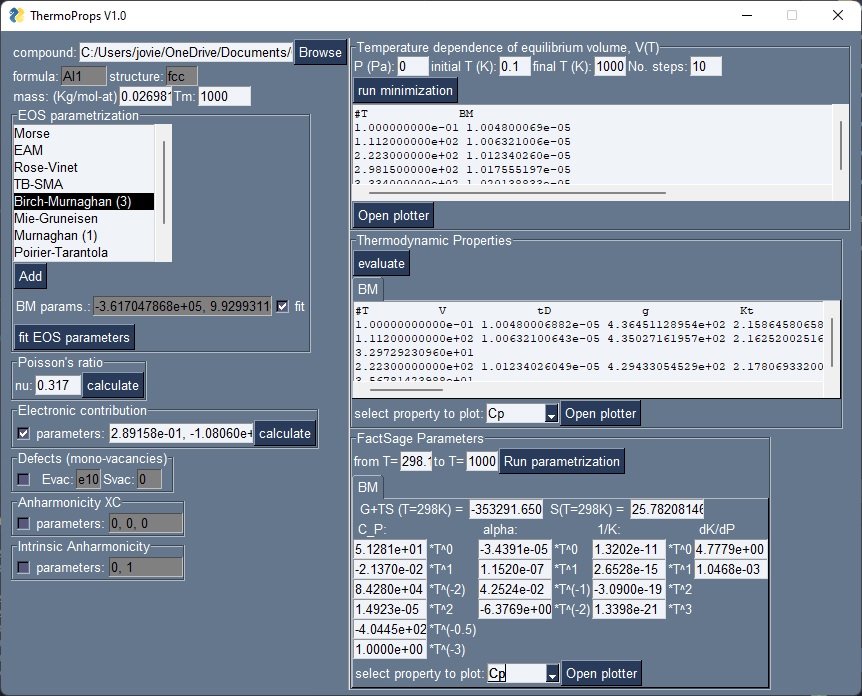 ThermoProps V1.0
compound: C:/Users/jovie/OneDrive/Documents/ Browse
formula: Al1 structure: fcc
mass: (Kg/mol-at) 0.02698 Tm: 1000
EOS parametrization
Morse
EAM
Rose-Vinet
TB-SMA
Birch-Murnaghan (3)
Mie-Gruneisen
Murnaghan (1)
Poirier-Tarantola
Add
BM params.: -3.617047868e+05, 9.9299311 fit
fit EOS parameters
Poisson's ratio
nu: 0.317 calculate
Electronic contribution
parameters: 2.89158e-01, -1.08060e+ calculate
Defects (mono-vacancies)
Evac: e10 Svac: 0
Anharmonicity XC
parameters: 0, 0, 0
Intrinsic Anharmonicity
parameters: 0, 1
Temperature dependence of equilibrium volume, V(T)
P (Pa): 0 initial T (K): 0.1 final T (K): 1000 No. steps: 10
run minimization
#T BM
1.000000000e-01 1.004800069e-05
1.112000000e+02 1.006321006e-05
2.223000000e+02 1.012340260e-05
2.981500000e+02 1.017555197e-05
3.334000000e+02 1.020138833e-05
Open plotter
Thermodynamic Properties
evaluate
BM
#T V tD g Kt
1.00000000000e-01 1.00480006882e-05 4.36451128954e+02 2.15864580658
1.11200000000e+02 1.00632100643e-05 4.35027161957e+02 2.16252002516
3.29729230960e+01
2.22300000000e+02 1.01234026049e-05 4.29433054529e+02 2.17806933200
3.56781423988e+01
select property to plot: Cp Open plotter
FactSage Parameters
from T= 298.1 to T= 1000 Run parametrization
BM
G+TS (T=298K) = -353291.650 S(T=298K) = 25.78208146
C_P: alpha: 1/K: dK/dP
5.1281e+01 *T^0 -3.4391e-05 *T^0 1.3202e-11 *T^0 4.7779e+00
-2.1370e-02 *T^1 1.1520e-07 *T^1 2.6528e-15 *T^1 1.0468e-03
8.4280e+04 *T^(-2) 4.2524e-02 *T^(-1) -3.0900e-19 *T^2
1.4923e-05 *T^2 -6.3769e+00 *T^(-2) 1.3398e-21 *T^3
-4.0445e+02 *T^(-0.5)
1.0000e+00 *T^(-3)
select property to plot: Cp Open plotter